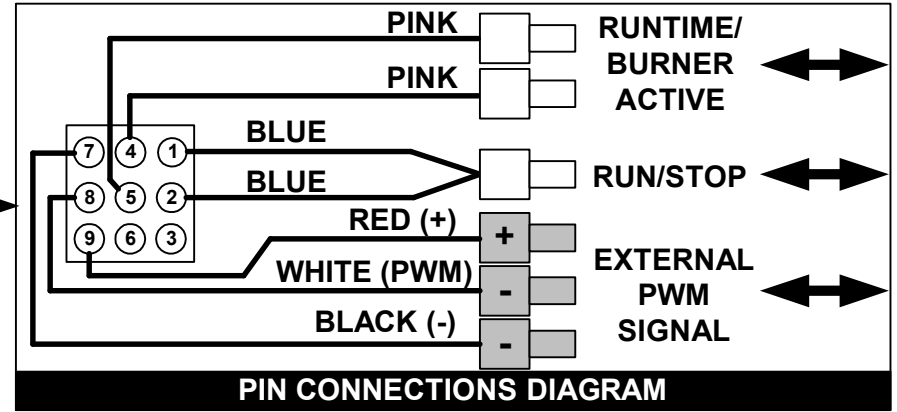 PINK
RUNTIME/
BURNER
ACTIVE
PINK
BLUE
7 4 1
BLUE
RUN/STOP
8 5 2
RED (+)
+
9 6 3
EXTERNAL
PWM
SIGNAL
WHITE (PWM)
-
BLACK (-)
-
PIN CONNECTIONS DIAGRAM